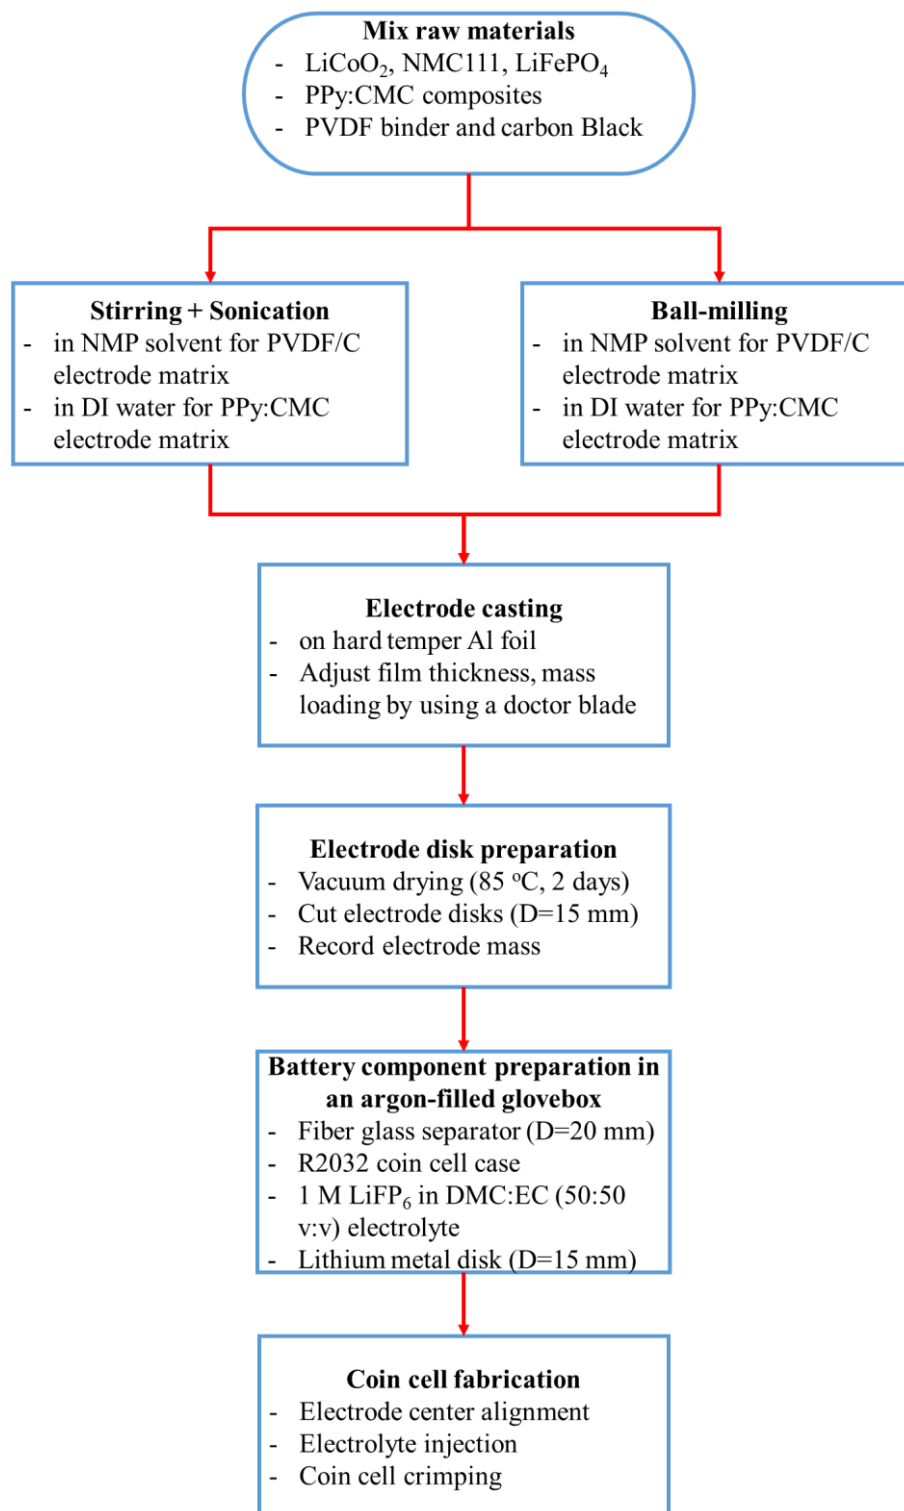 Mix raw materials
- LiCoO₂, NMC111, LiFePO₄
- PPy:CMC composites
- PVDF binder and carbon Black
Stirring + Sonication
- in NMP solvent for PVDF/C
electrode matrix
- in DI water for PPy:CMC
electrode matrix
Ball-milling
- in NMP solvent for PVDF/C
electrode matrix
- in DI water for PPy:CMC
electrode matrix
Electrode casting
- on hard temper Al foil
- Adjust film thickness, mass
loading by using a doctor blade
Electrode disk preparation
- Vacuum drying (85 ᵒC, 2 days)
- Cut electrode disks (D=15 mm)
- Record electrode mass
Battery component preparation in
an argon-filled glovebox
- Fiber glass separator (D=20 mm)
- R2032 coin cell case
- 1 M LiFP₆ in DMC:EC (50:50
v:v) electrolyte
- Lithium metal disk (D=15 mm)
Coin cell fabrication
- Electrode center alignment
- Electrolyte injection
- Coin cell crimping